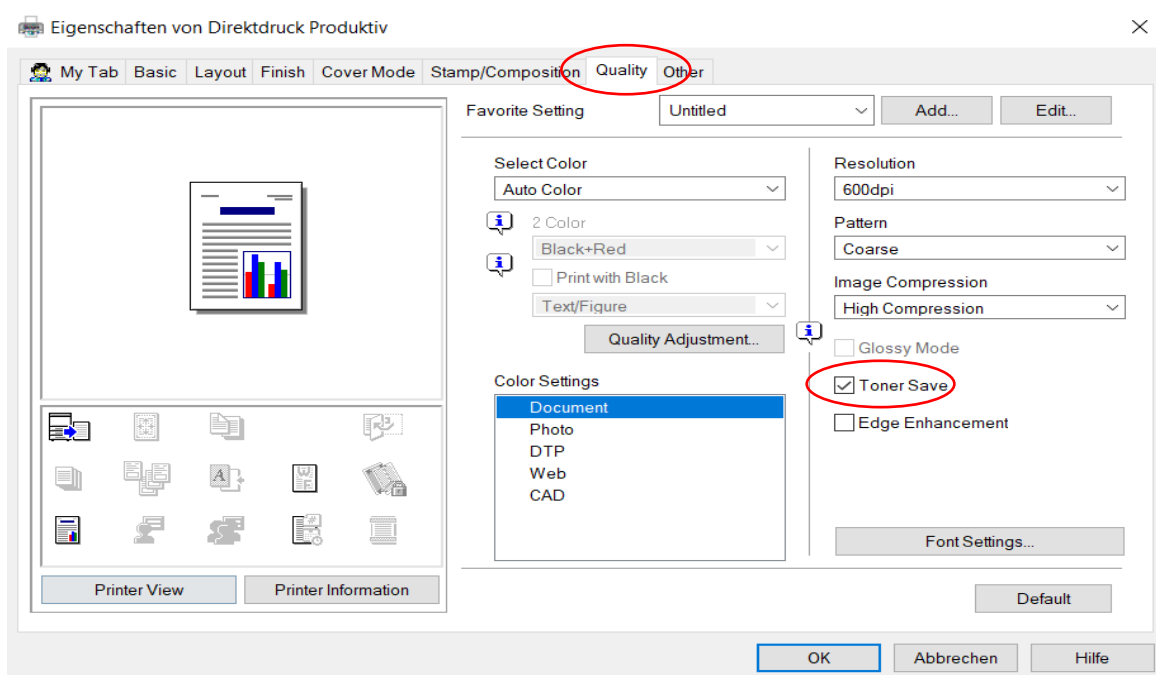 Eigenschaften von Direktdruck Produktiv
My Tab Basic Layout Finish Cover Mode Stamp/Composition Quality Other
Favorite Setting Untitled Add... Edit...
Select Color
Auto Color
2 Color
Black+Red
Print with Black
Text/Figure
Quality Adjustment...
Color Settings
Document
Photo
DTP
Web
CAD
Resolution
600dpi
Pattern
Coarse
Image Compression
High Compression
Glossy Mode
Toner Save
Edge Enhancement
Font Settings...
Printer View Printer Information
Default
OK Abbrechen Hilfe